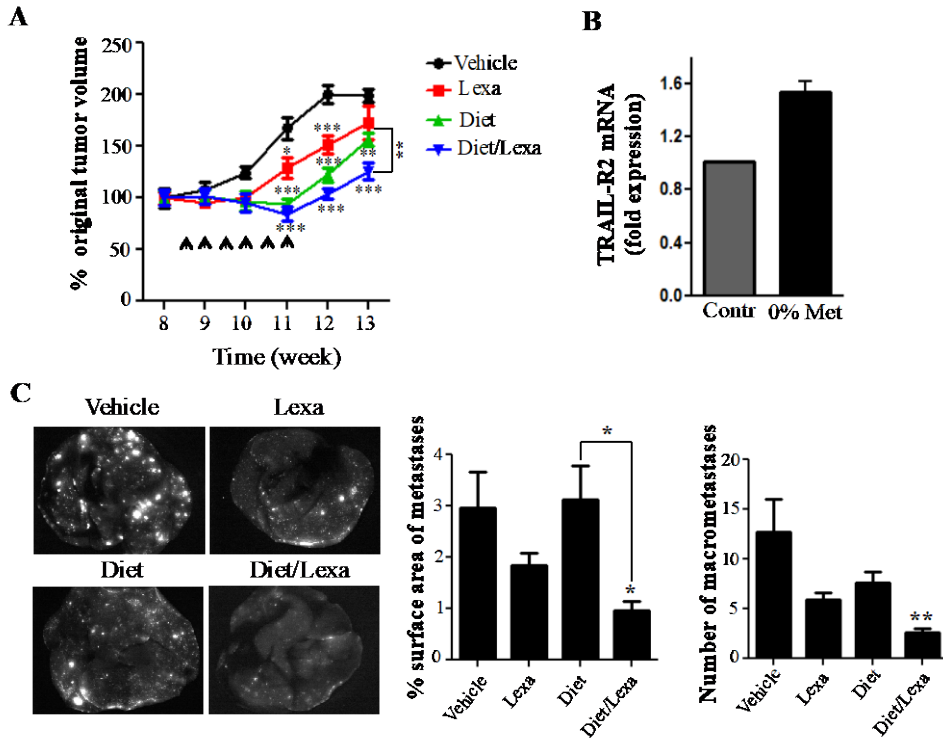 A
% original tumor volume
250
200
150
100
50
0
8 9 10 11 12 13
Time (week)
* *** ***
*** *** **
*** *** ***
**
Vehicle
Lexa
Diet
Diet/Lexa
B
TRAIL-R2 mRNA
(fold expression)
1.6
1.2
0.8
0.4
0.0
Contr 0% Met
C
Vehicle Lexa
Diet Diet/Lexa
% surface area of metastases
4
3
2
1
0
*
*
Vehicle Lexa Diet Diet/Lexa
Number of macrometastases
20
15
10
5
0
**
Vehicle Lexa Diet Diet/Lexa